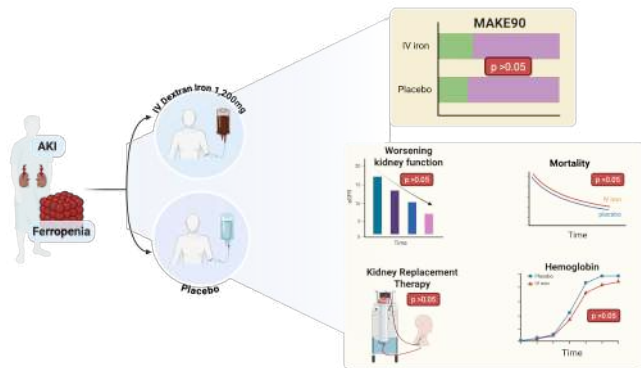 AKI
Ferropenia
IV Dextran Iron 1,200mg
Placebo
MAKE90
IV iron
p >0.05
Placebo
Worsening
kidney function
p >0.05
Time
Mortality
p >0.05
IV iron
placebo
Time
Kidney Replacement
Therapy
p >0.05
Hemoglobin
Placebo
IV iron
p >0.05
Time